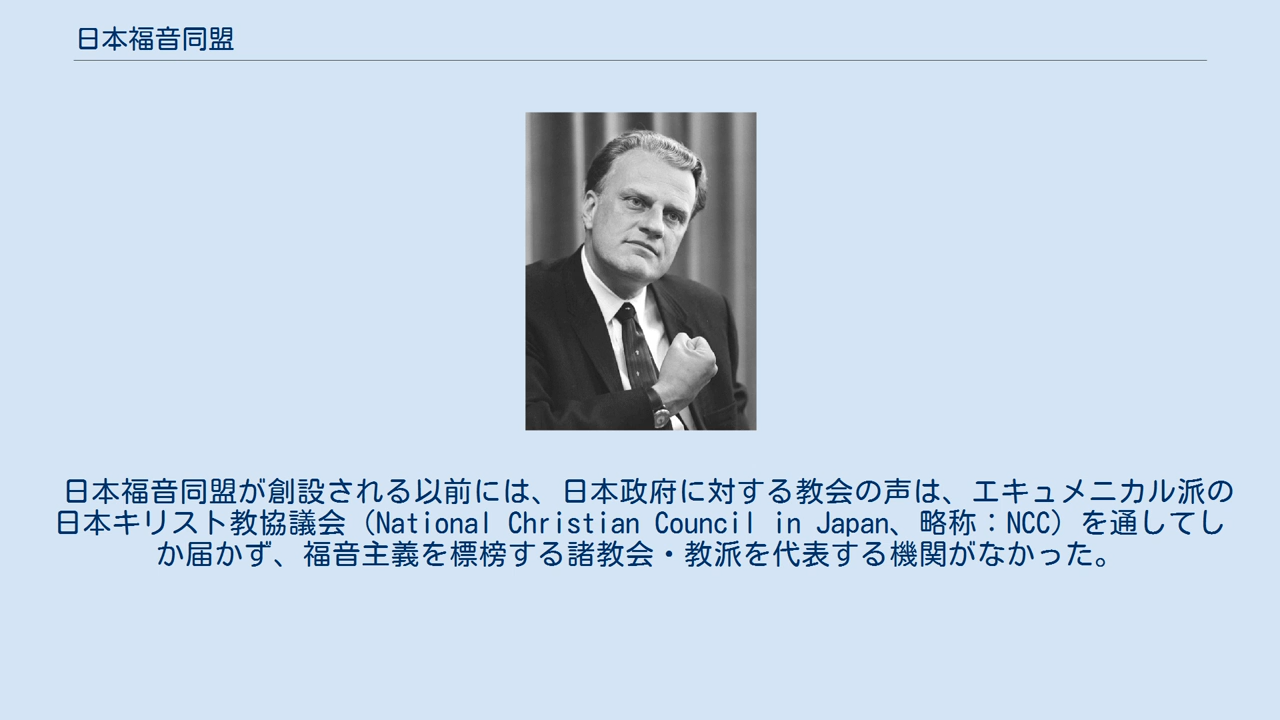 日本福音同盟
日本福音同盟が創設される以前には、日本政府に対する教会の声は、エキュメニカル派の
日本キリスト教協議会（National Christian Council in Japan、略称：NCC）を通してし
か届かず、福音主義を標榜する諸教会・教派を代表する機関がなかった。